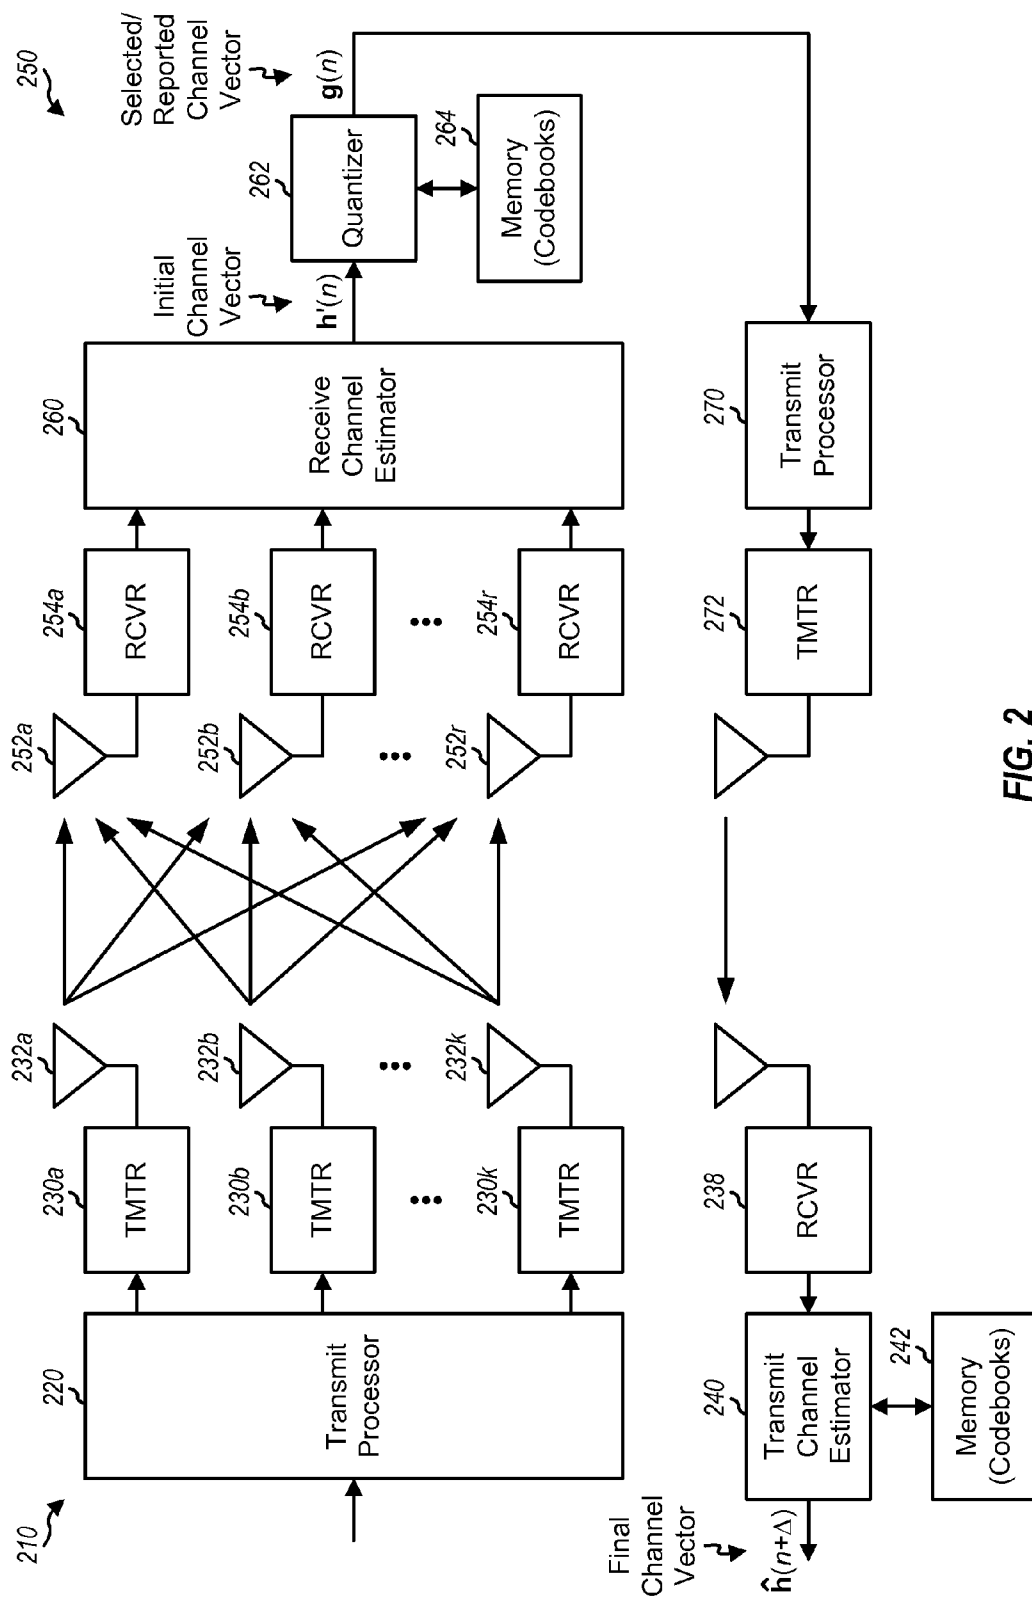 210
250
220
Transmit
Processor
230a
TMTR
232a
230b
TMTR
232b
•••
•••
230k
TMTR
232k
252a
254a
RCVR
252b
254b
RCVR
•••
•••
252r
254r
RCVR
260
Receive
Channel
Estimator
Initial
Channel
Vector
h'(n)
262
Quantizer
Selected/
Reported
Channel
Vector
g(n)
264
Memory
(Codebooks)
Final
Channel
Vector
ĥ(n+Δ)
240
Transmit
Channel
Estimator
242
Memory
(Codebooks)
238
RCVR
272
TMTR
270
Transmit
Processor
FIG. 2